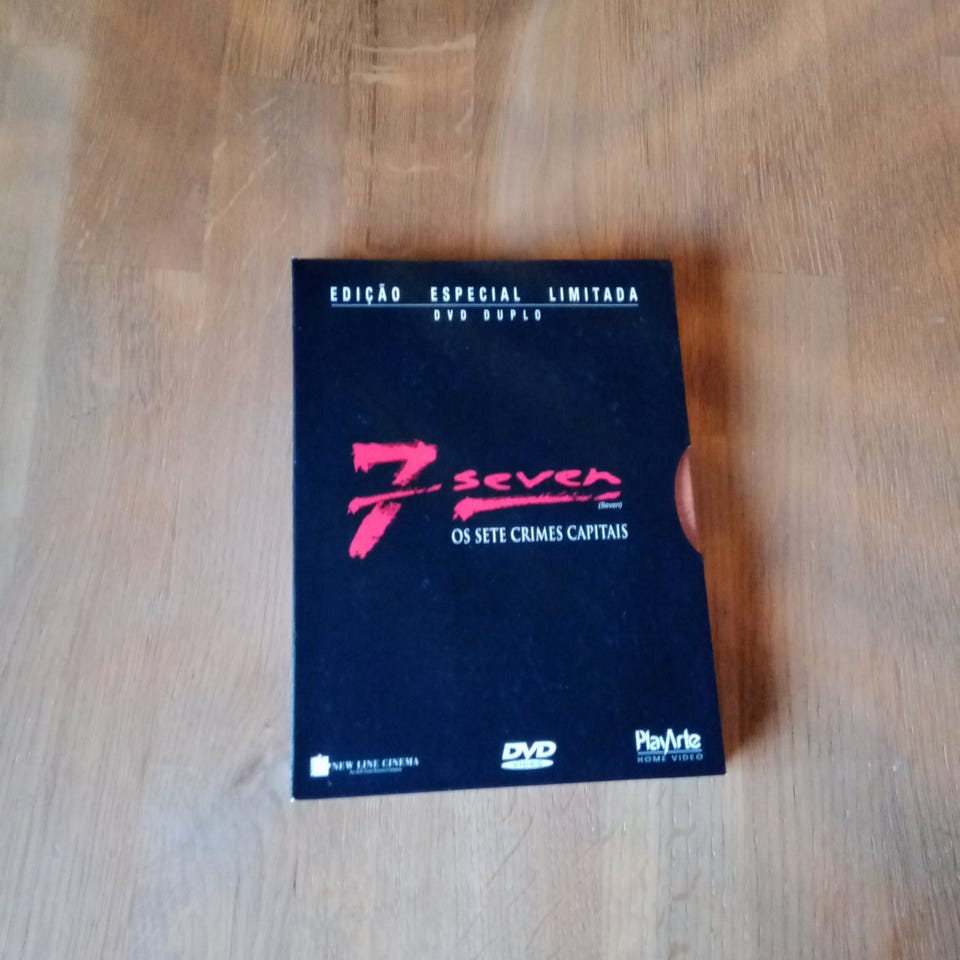 EDIÇÃO ESPECIAL LIMITADA
DVD DUPLO
7 seven
(Seven)
OS SETE CRIMES CAPITAIS
NEW LINE CINEMA
DVD
VIDEO
PlayArte
HOME VIDEO